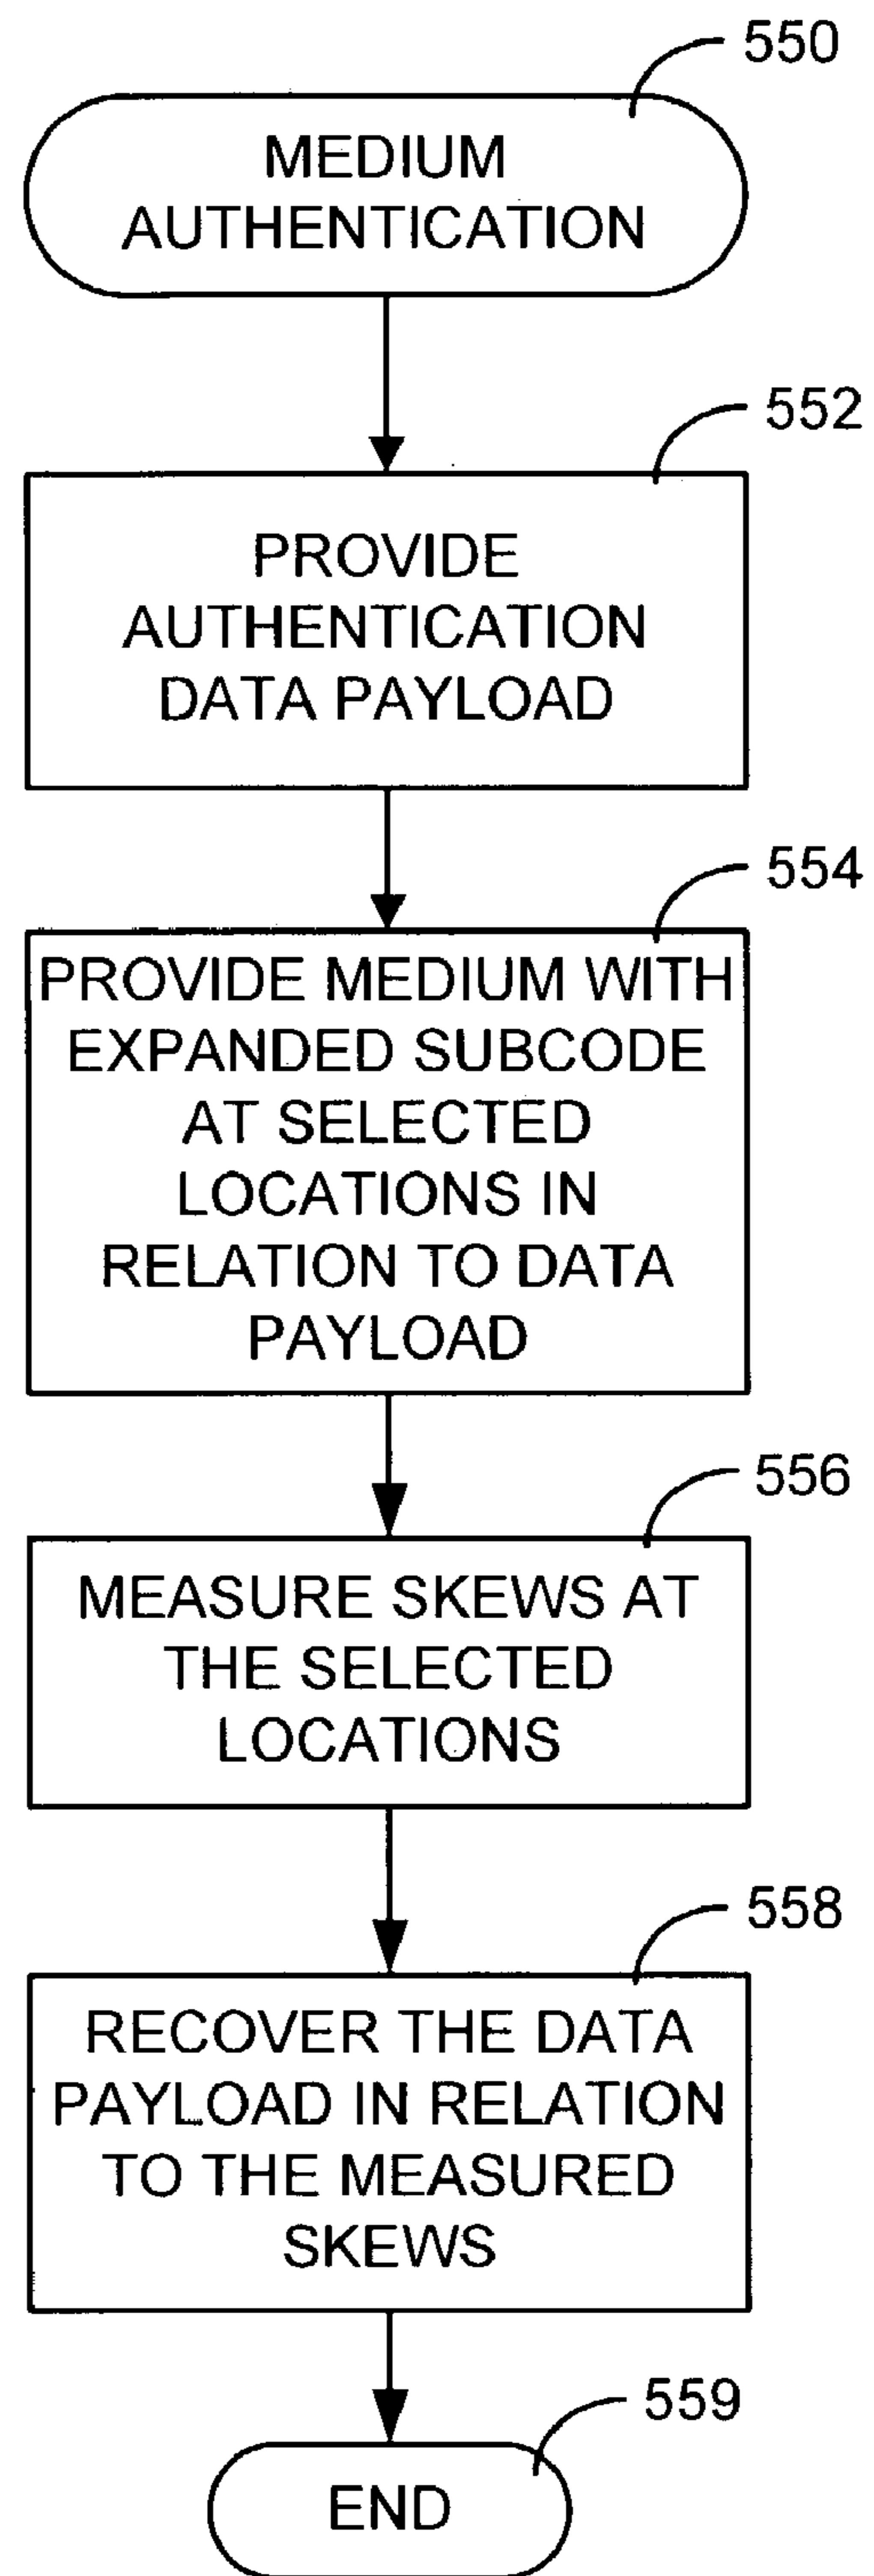 550
MEDIUM
AUTHENTICATION
552
PROVIDE
AUTHENTICATION
DATA PAYLOAD
554
PROVIDE MEDIUM WITH
EXPANDED SUBCODE
AT SELECTED
LOCATIONS IN
RELATION TO DATA
PAYLOAD
556
MEASURE SKEWS AT
THE SELECTED
LOCATIONS
558
RECOVER THE DATA
PAYLOAD IN RELATION
TO THE MEASURED
SKEWS
559
END